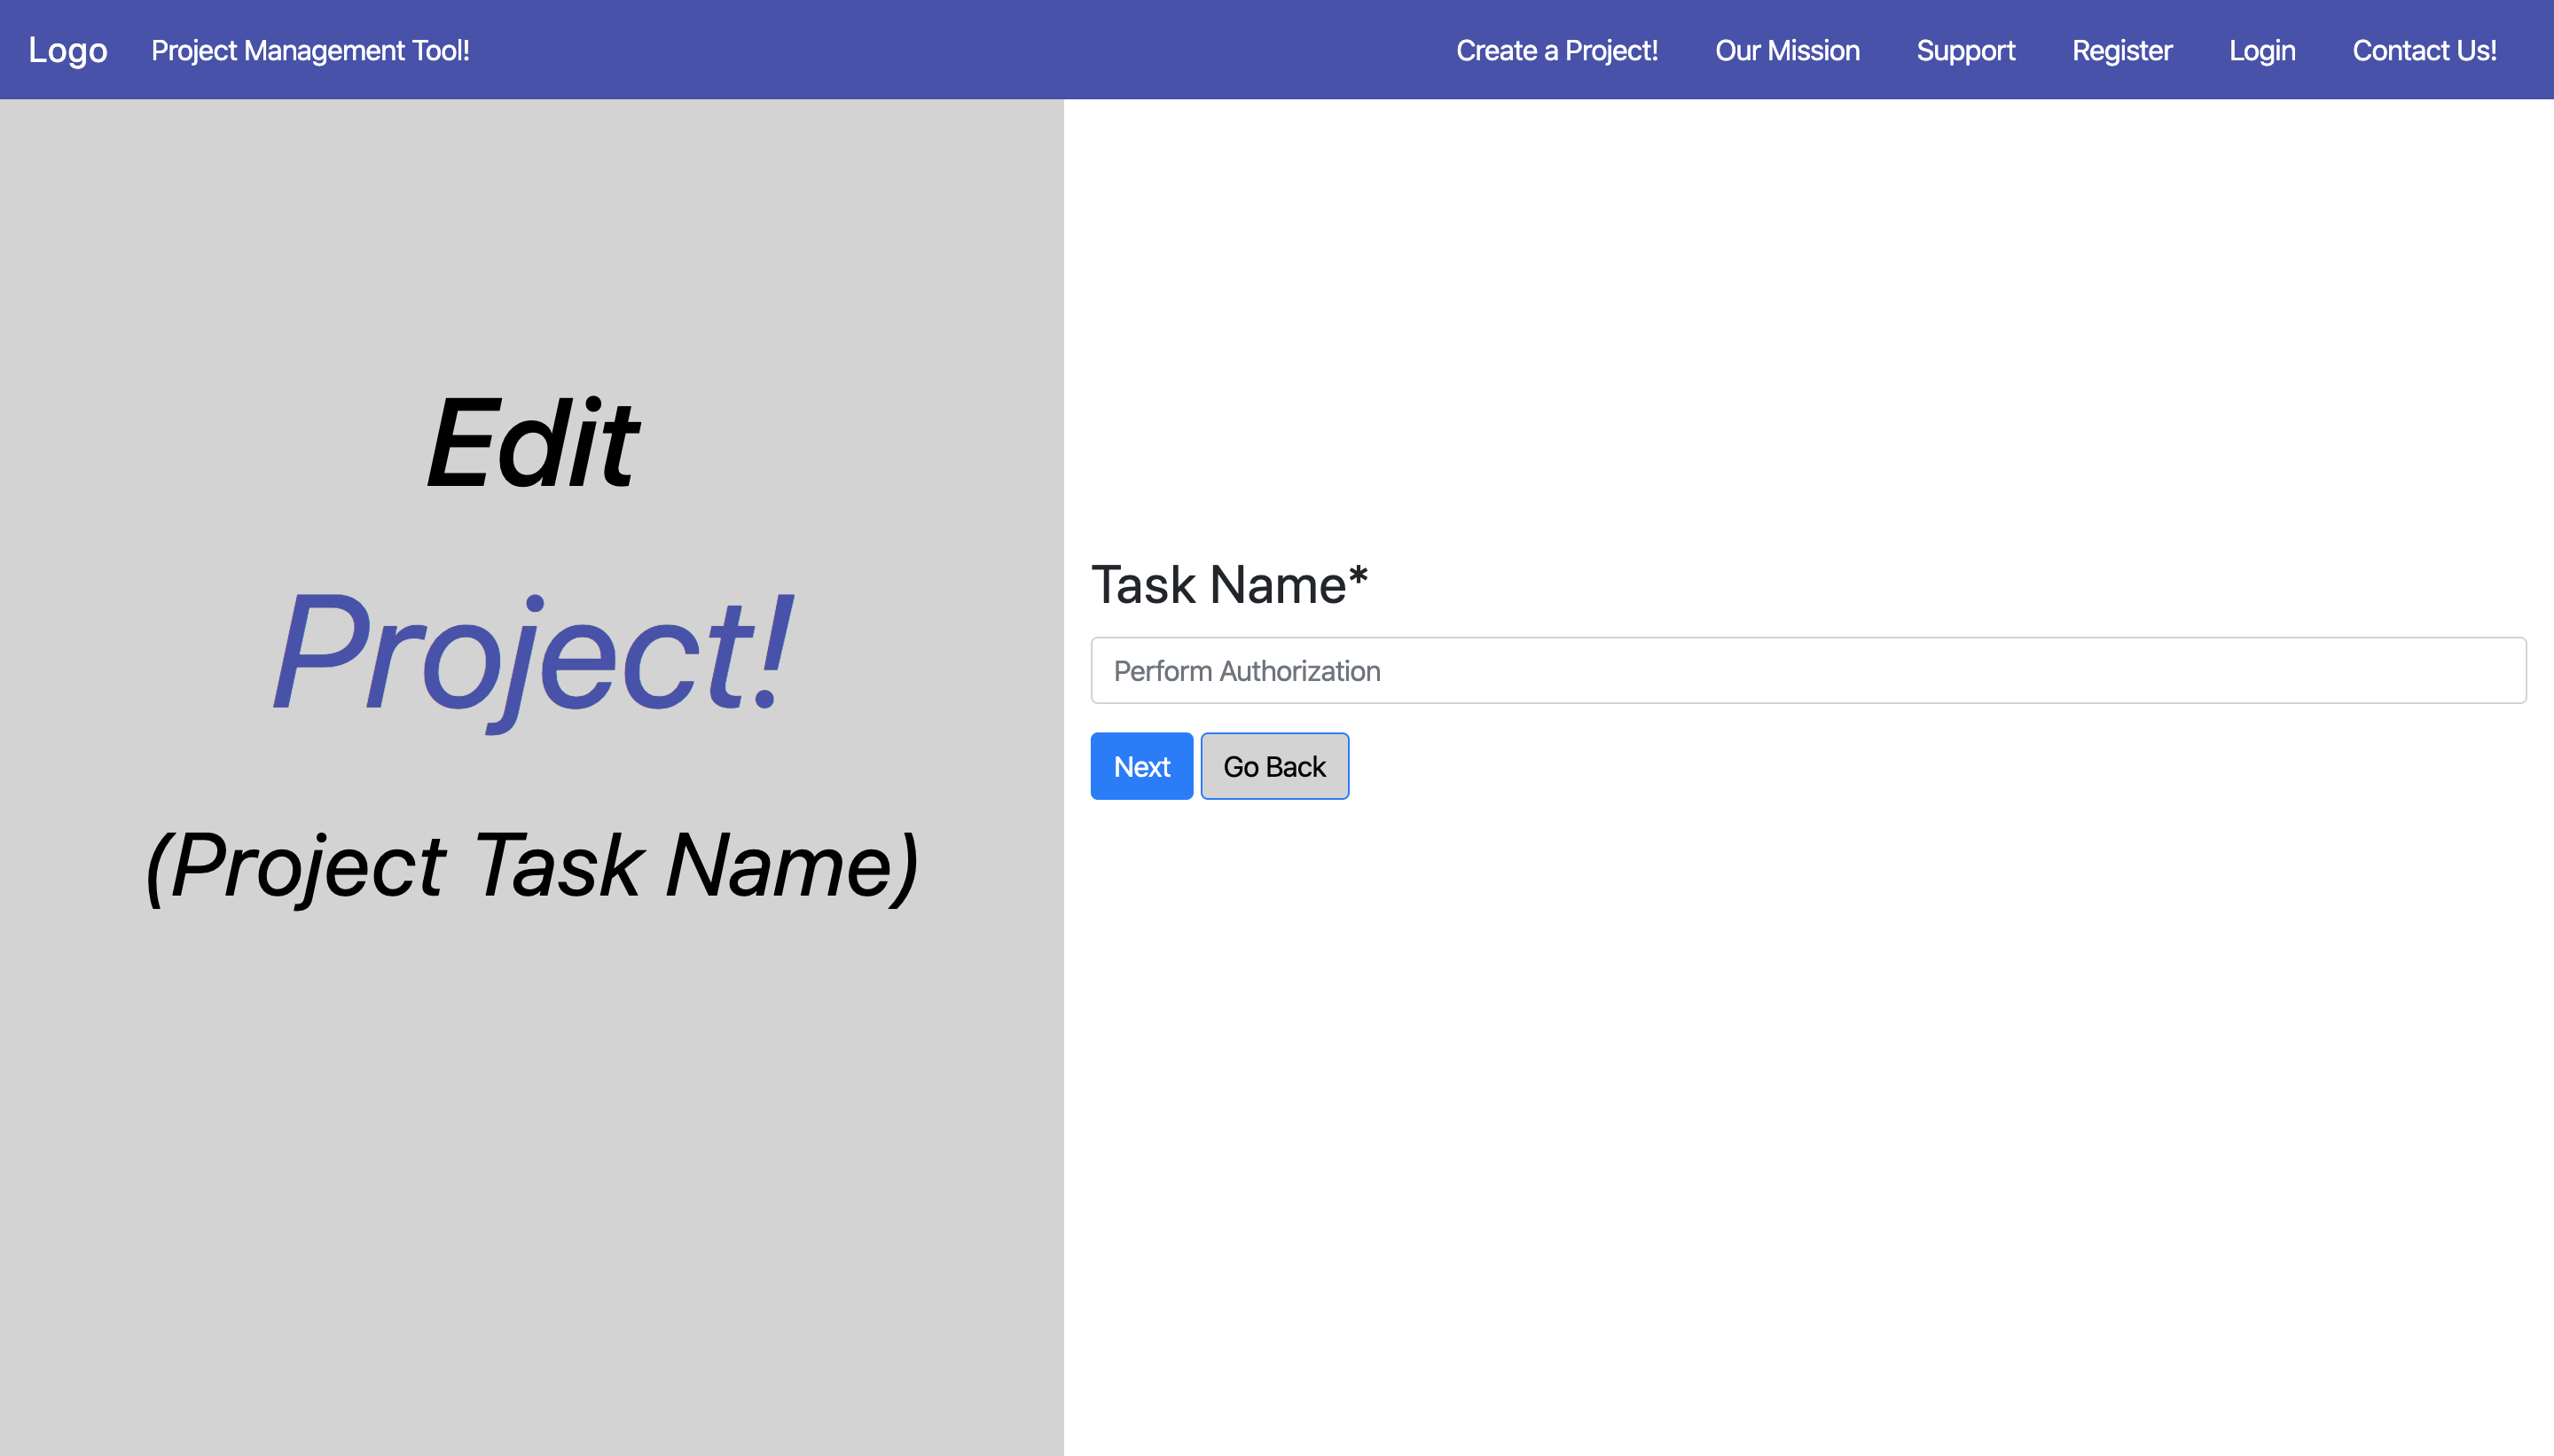 Logo Project Management Tool! Create a Project! Our Mission Support Register Login Contact Us!
Edit
Project!
(Project Task Name)
Task Name*
Perform Authorization
Next Go Back